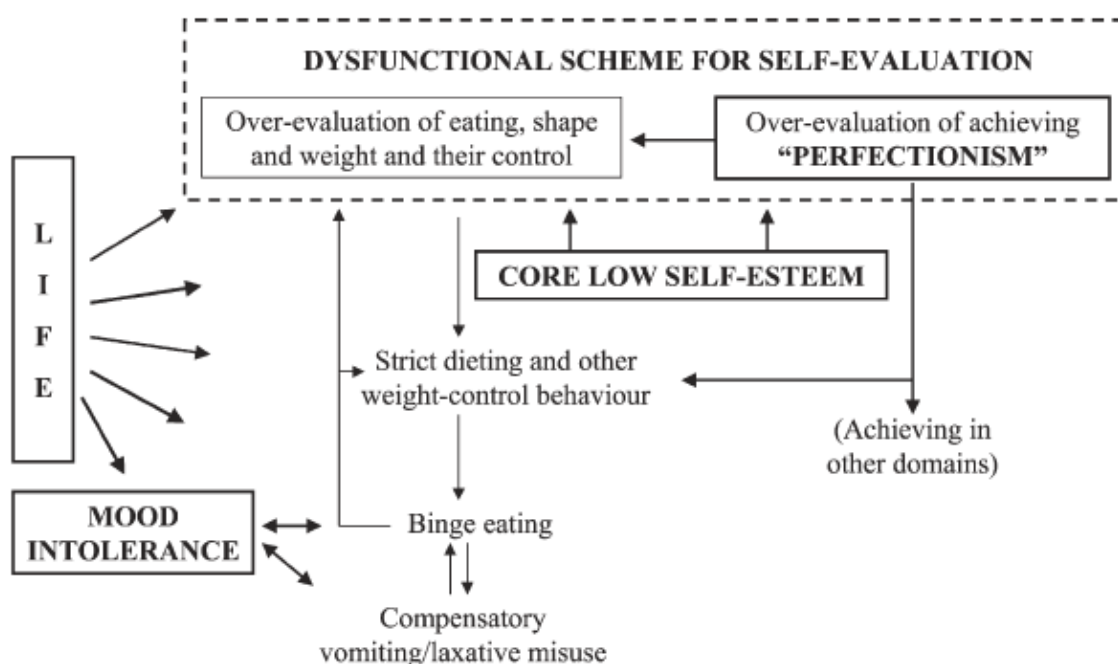 DYSFUNCTIONAL SCHEME FOR SELF-EVALUATION
Over-evaluation of eating, shape
and weight and their control
Over-evaluation of achieving
“PERFECTIONISM”
L
I
F
E
CORE LOW SELF-ESTEEM
Strict dieting and other
weight-control behaviour
(Achieving in
other domains)
MOOD
INTOLERANCE
Binge eating
Compensatory
vomiting/laxative misuse